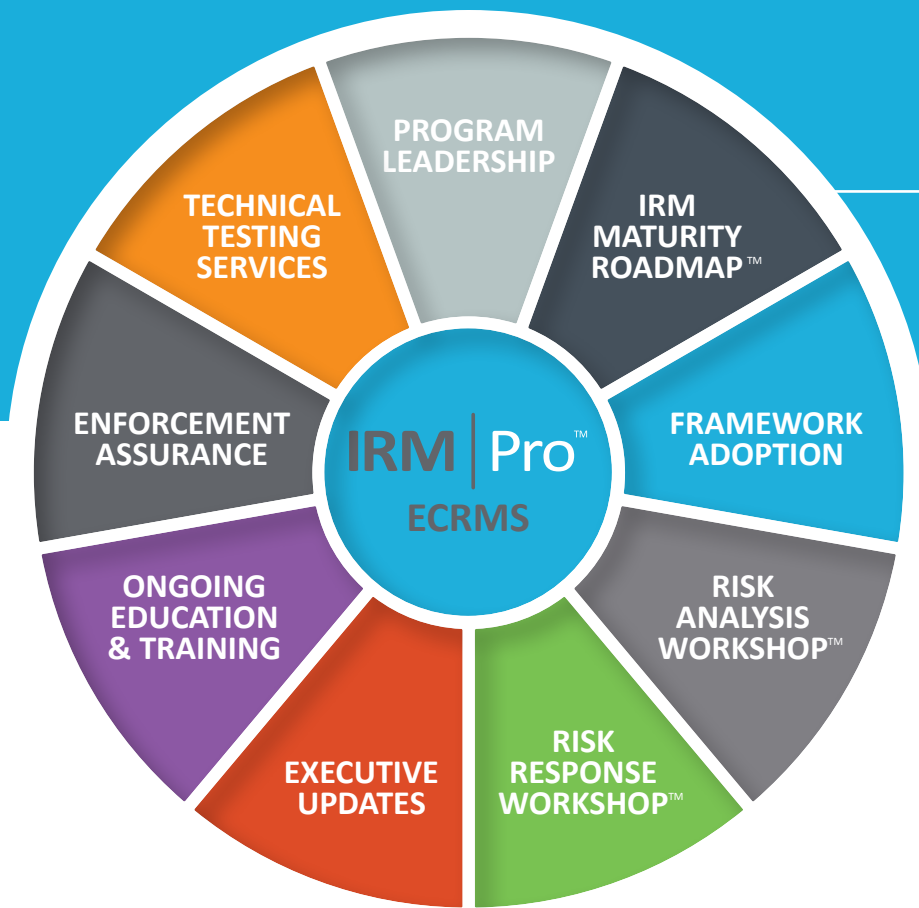 PROGRAM
LEADERSHIP
IRM
MATURITY
ROADMAP™
FRAMEWORK
ADOPTION
RISK
ANALYSIS
WORKSHOP™
RISK
RESPONSE
WORKSHOP™
EXECUTIVE
UPDATES
ONGOING
EDUCATION
& TRAINING
ENFORCEMENT
ASSURANCE
TECHNICAL
TESTING
SERVICES
IRM | Pro™
ECRMS